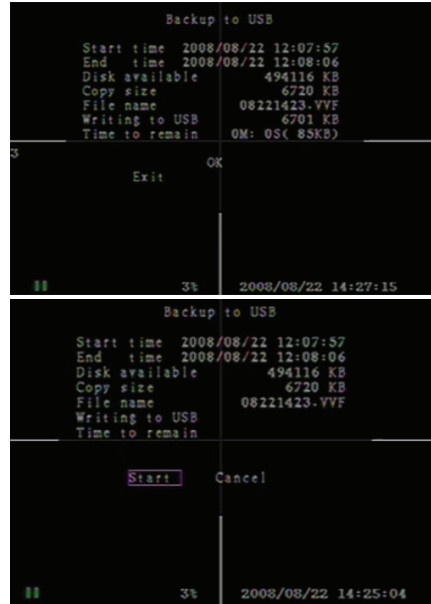 Backup to USB
Start time 2008/08/22 12:07:57
End time 2008/08/22 12:08:06
Disk available 494116 KB
Copy size 6720 KB
File name 08221423.VVF
Writing to USB 6701 KB
Time to remain 0M: 0S( 85KB)
3
OK
Exit
3% 2008/08/22 14:27:15
Backup to USB
Start time 2008/08/22 12:07:57
End time 2008/08/22 12:08:06
Disk available 494116 KB
Copy size 6720 KB
File name 08221423.VVF
Writing to USB
Time to remain
Start Cancel
3% 2008/08/22 14:25:04